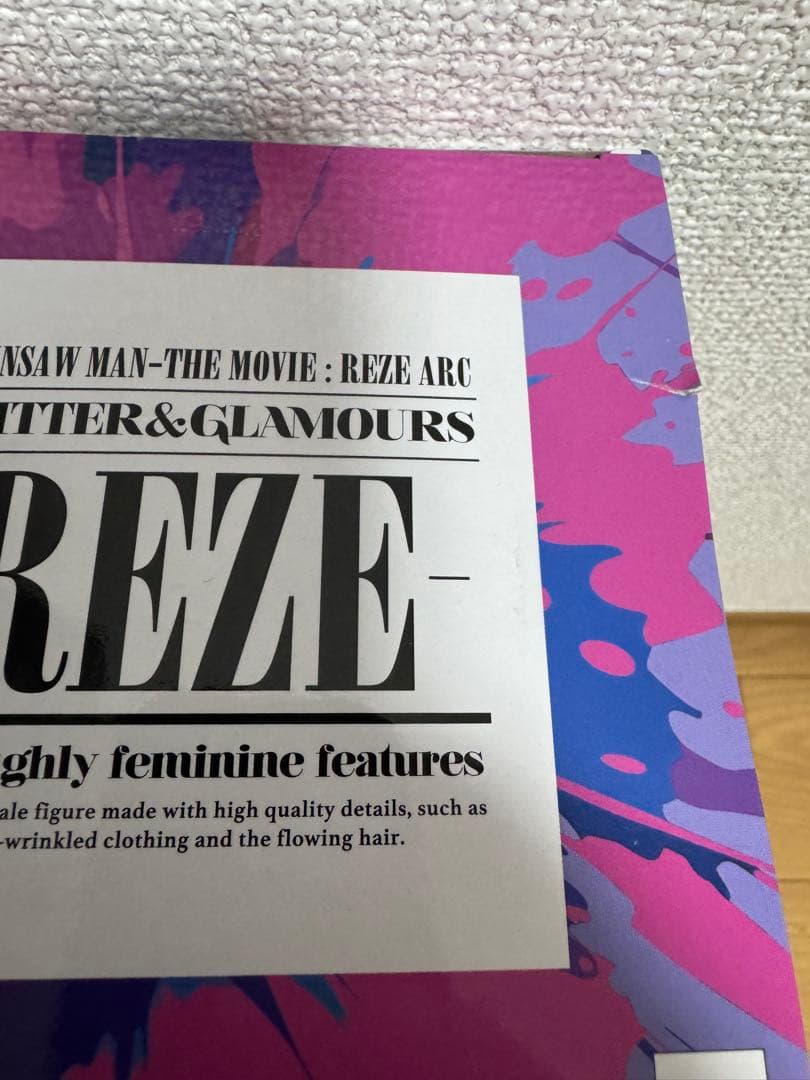 INSAW MAN-THE MOVIE : REZE ARC
ITTER&GLAMOURS
REZE-
ghly feminine features
ale figure made with high quality details, such as
-wrinkled clothing and the flowing hair.